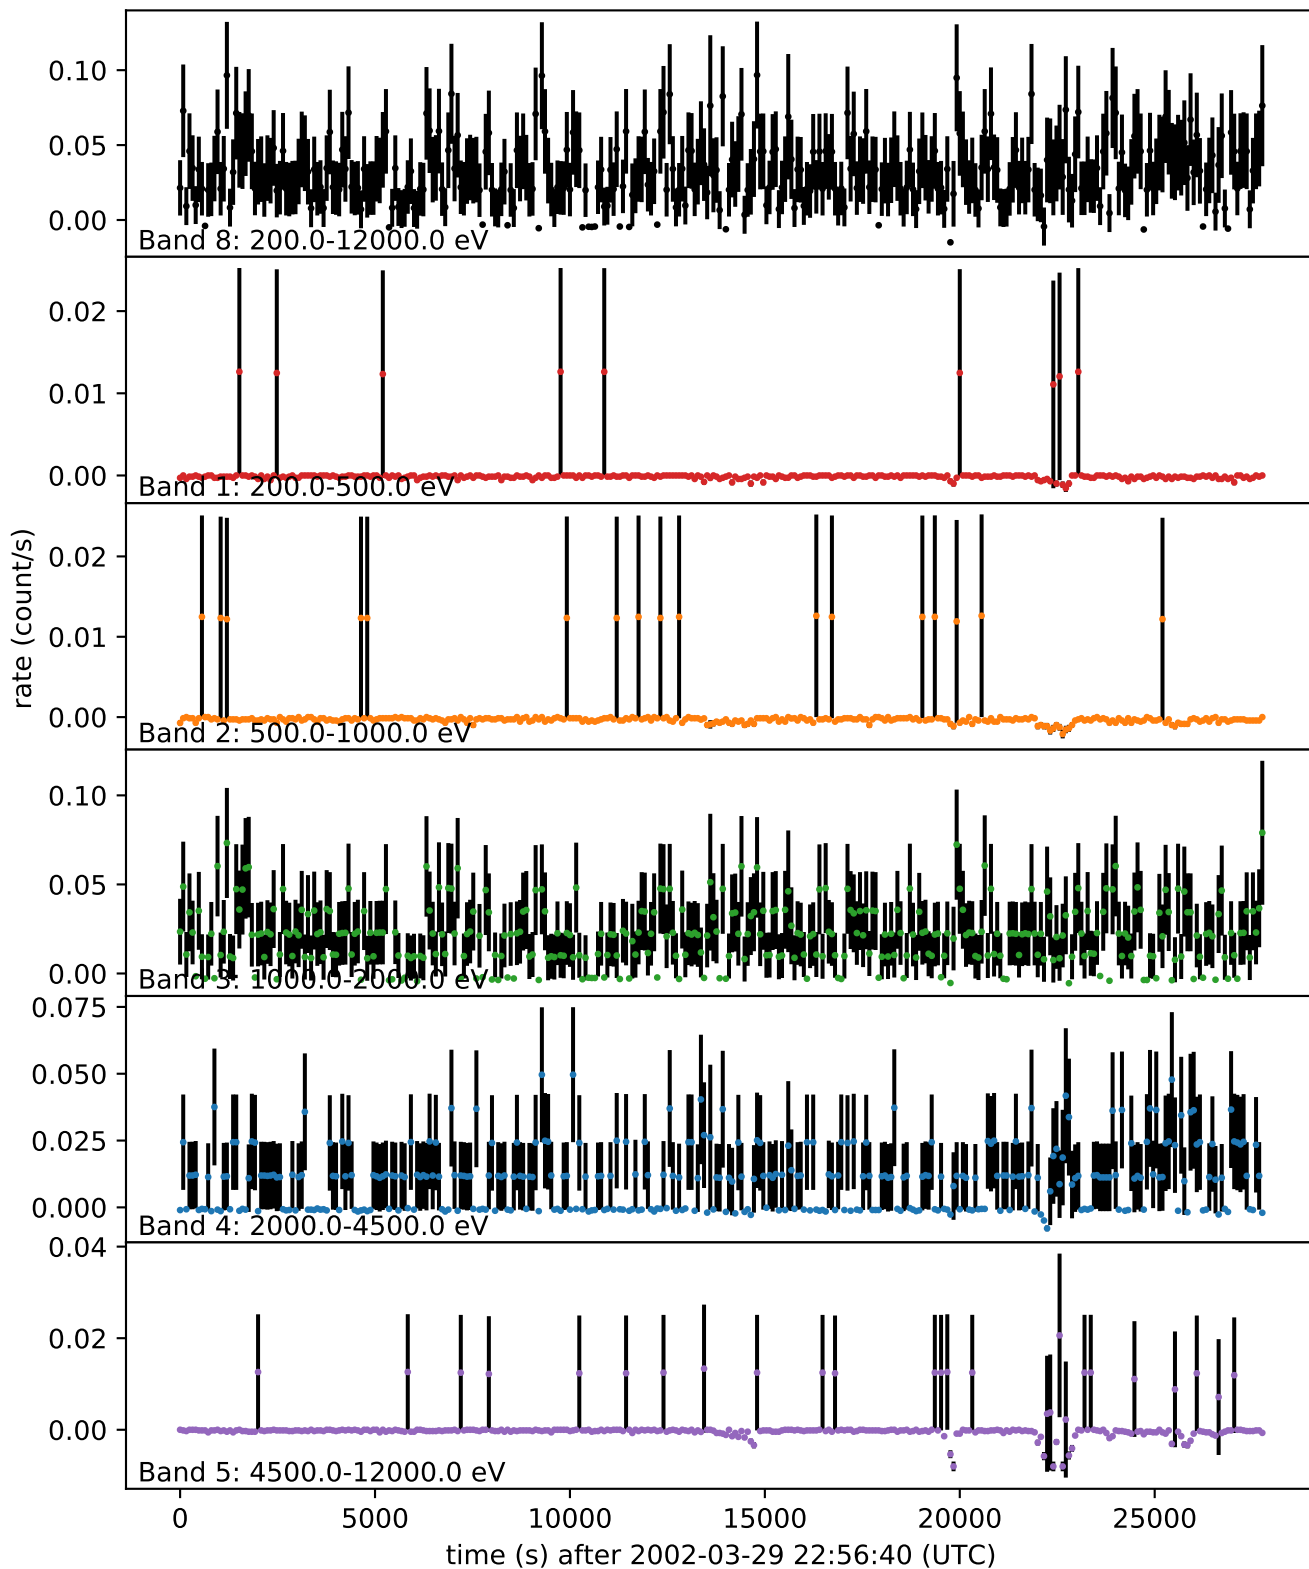 0.10
0.05
0.00
Band 8: 200.0-12000.0 eV
0.02
0.01
0.00
Band 1: 200.0-500.0 eV
rate (count/s)
0.02
0.01
0.00
Band 2: 500.0-1000.0 eV
0.10
0.05
0.00
Band 3: 1000.0-2000.0 eV
0.075
0.050
0.025
0.000
Band 4: 2000.0-4500.0 eV
0.04
0.02
0.00
Band 5: 4500.0-12000.0 eV
0 5000 10000 15000 20000 25000
time (s) after 2002-03-29 22:56:40 (UTC)